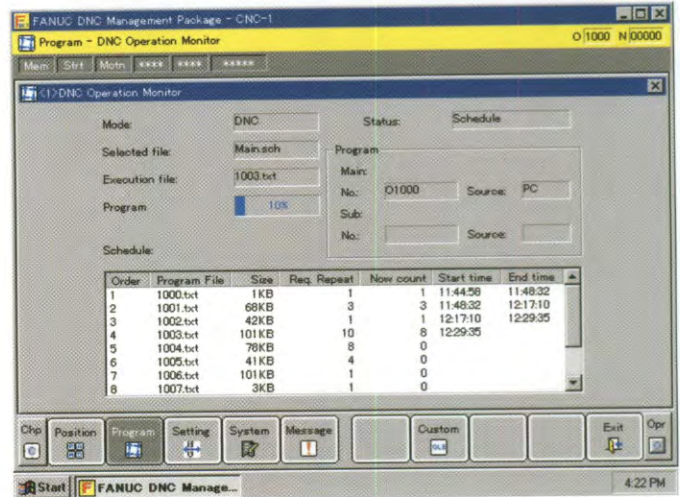 FANUC DNC Management Package - CNC-1
Program - DNC Operation Monitor O 1000 N 00000
Mem Strt Motn **** **** *****
<1>DNC Operation Monitor
Mode: DNC Status: Schedule
Selected file: Main.sch Program
Execution file: 1003.txt Main:
No.: O1000 Source: PC
Program 10%
Sub:
No.: Source:
Schedule:
Order Program File Size Req. Repeat Now count Start time End time
1 1000.txt 1KB 1 1 11:44:58 11:48:32
2 1001.txt 68KB 3 3 11:48:32 12:17:10
3 1002.txt 42KB 1 1 12:17:10 12:29:35
4 1003.txt 101KB 10 8 12:29:35
5 1004.txt 78KB 8 0
6 1005.txt 41KB 4 0
7 1006.txt 101KB 1 0
8 1007.txt 3KB 1 0
Chp Position Program Setting System Message Custom Exit Opr
Start FANUC DNC Manage... 4:22 PM